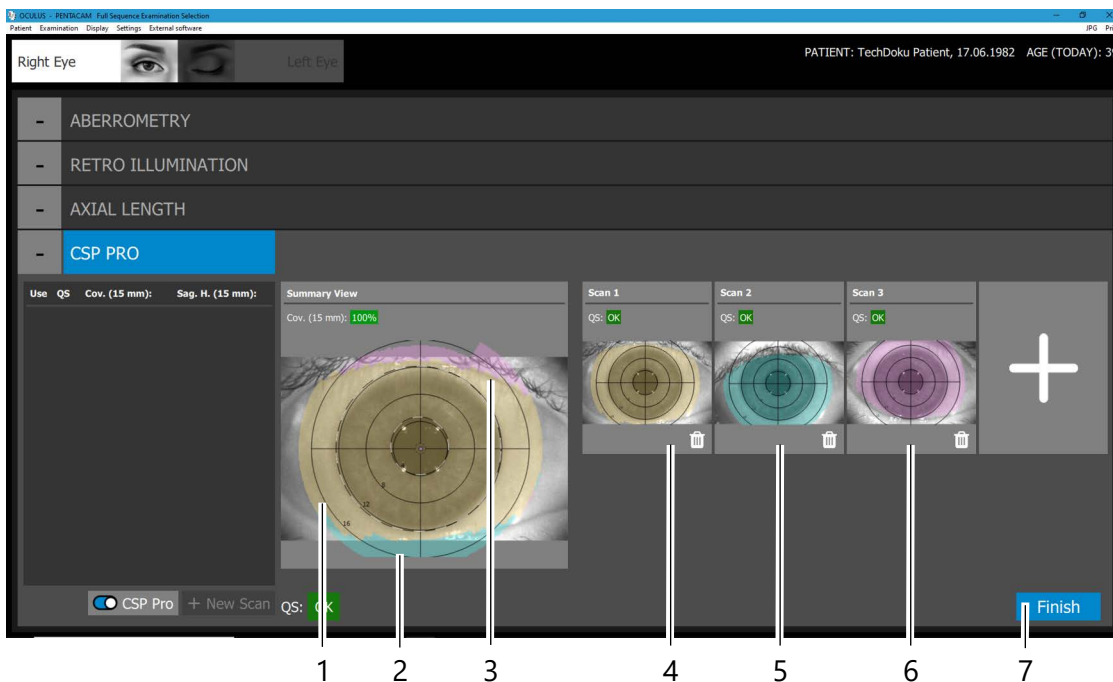 OCULUS - PENTACAM Full Sequence Examination Selection
Patient Examination Display Settings External software JPG Pri
Right Eye Left Eye PATIENT: TechDoku Patient, 17.06.1982 AGE (TODAY): 39
- ABERROMETRY
- RETRO ILLUMINATION
- AXIAL LENGTH
- CSP PRO
Use QS Cov. (15 mm): Sag. H. (15 mm):
Summary View
Cov. (15 mm): 100%
8
12
16
Scan 1
QS: OK
Scan 2
QS: OK
Scan 3
QS: OK
CSP Pro + New Scan QS: OK Finish
1 2 3 4 5 6 7